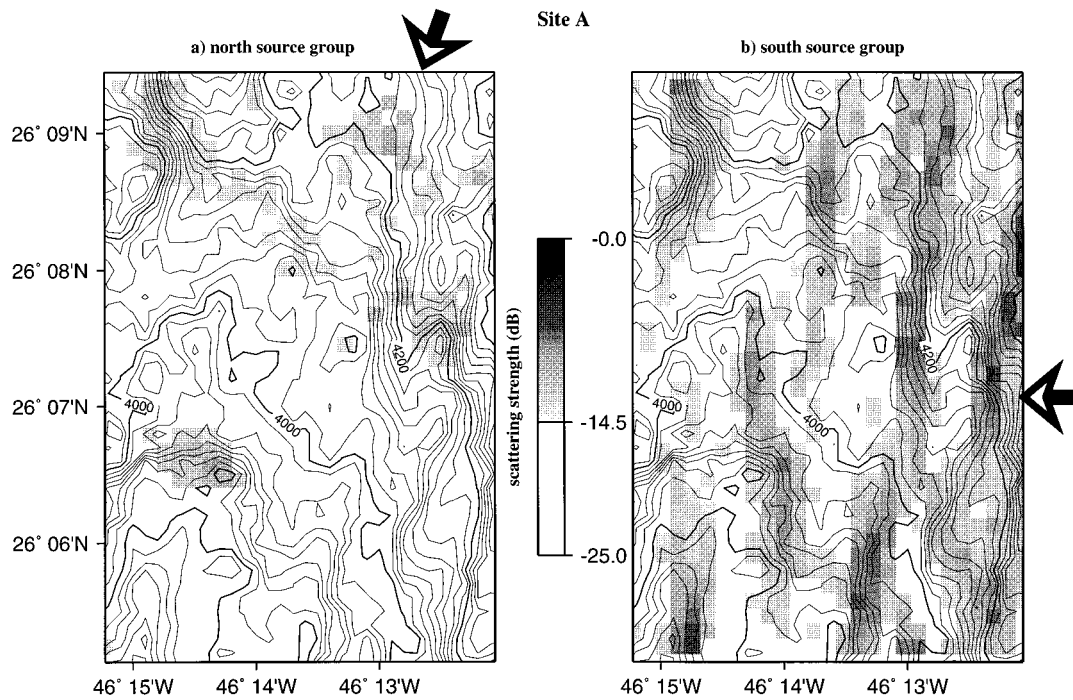 Site A
a) north source group
b) south source group
26° 09'N
26° 08'N
26° 07'N
26° 06'N
4200
4000
4000
scattering strength (dB)
-0.0
-14.5
-25.0
4200
4000
4000
46° 15'W
46° 14'W
46° 13'W
46° 15'W
46° 14'W
46° 13'W